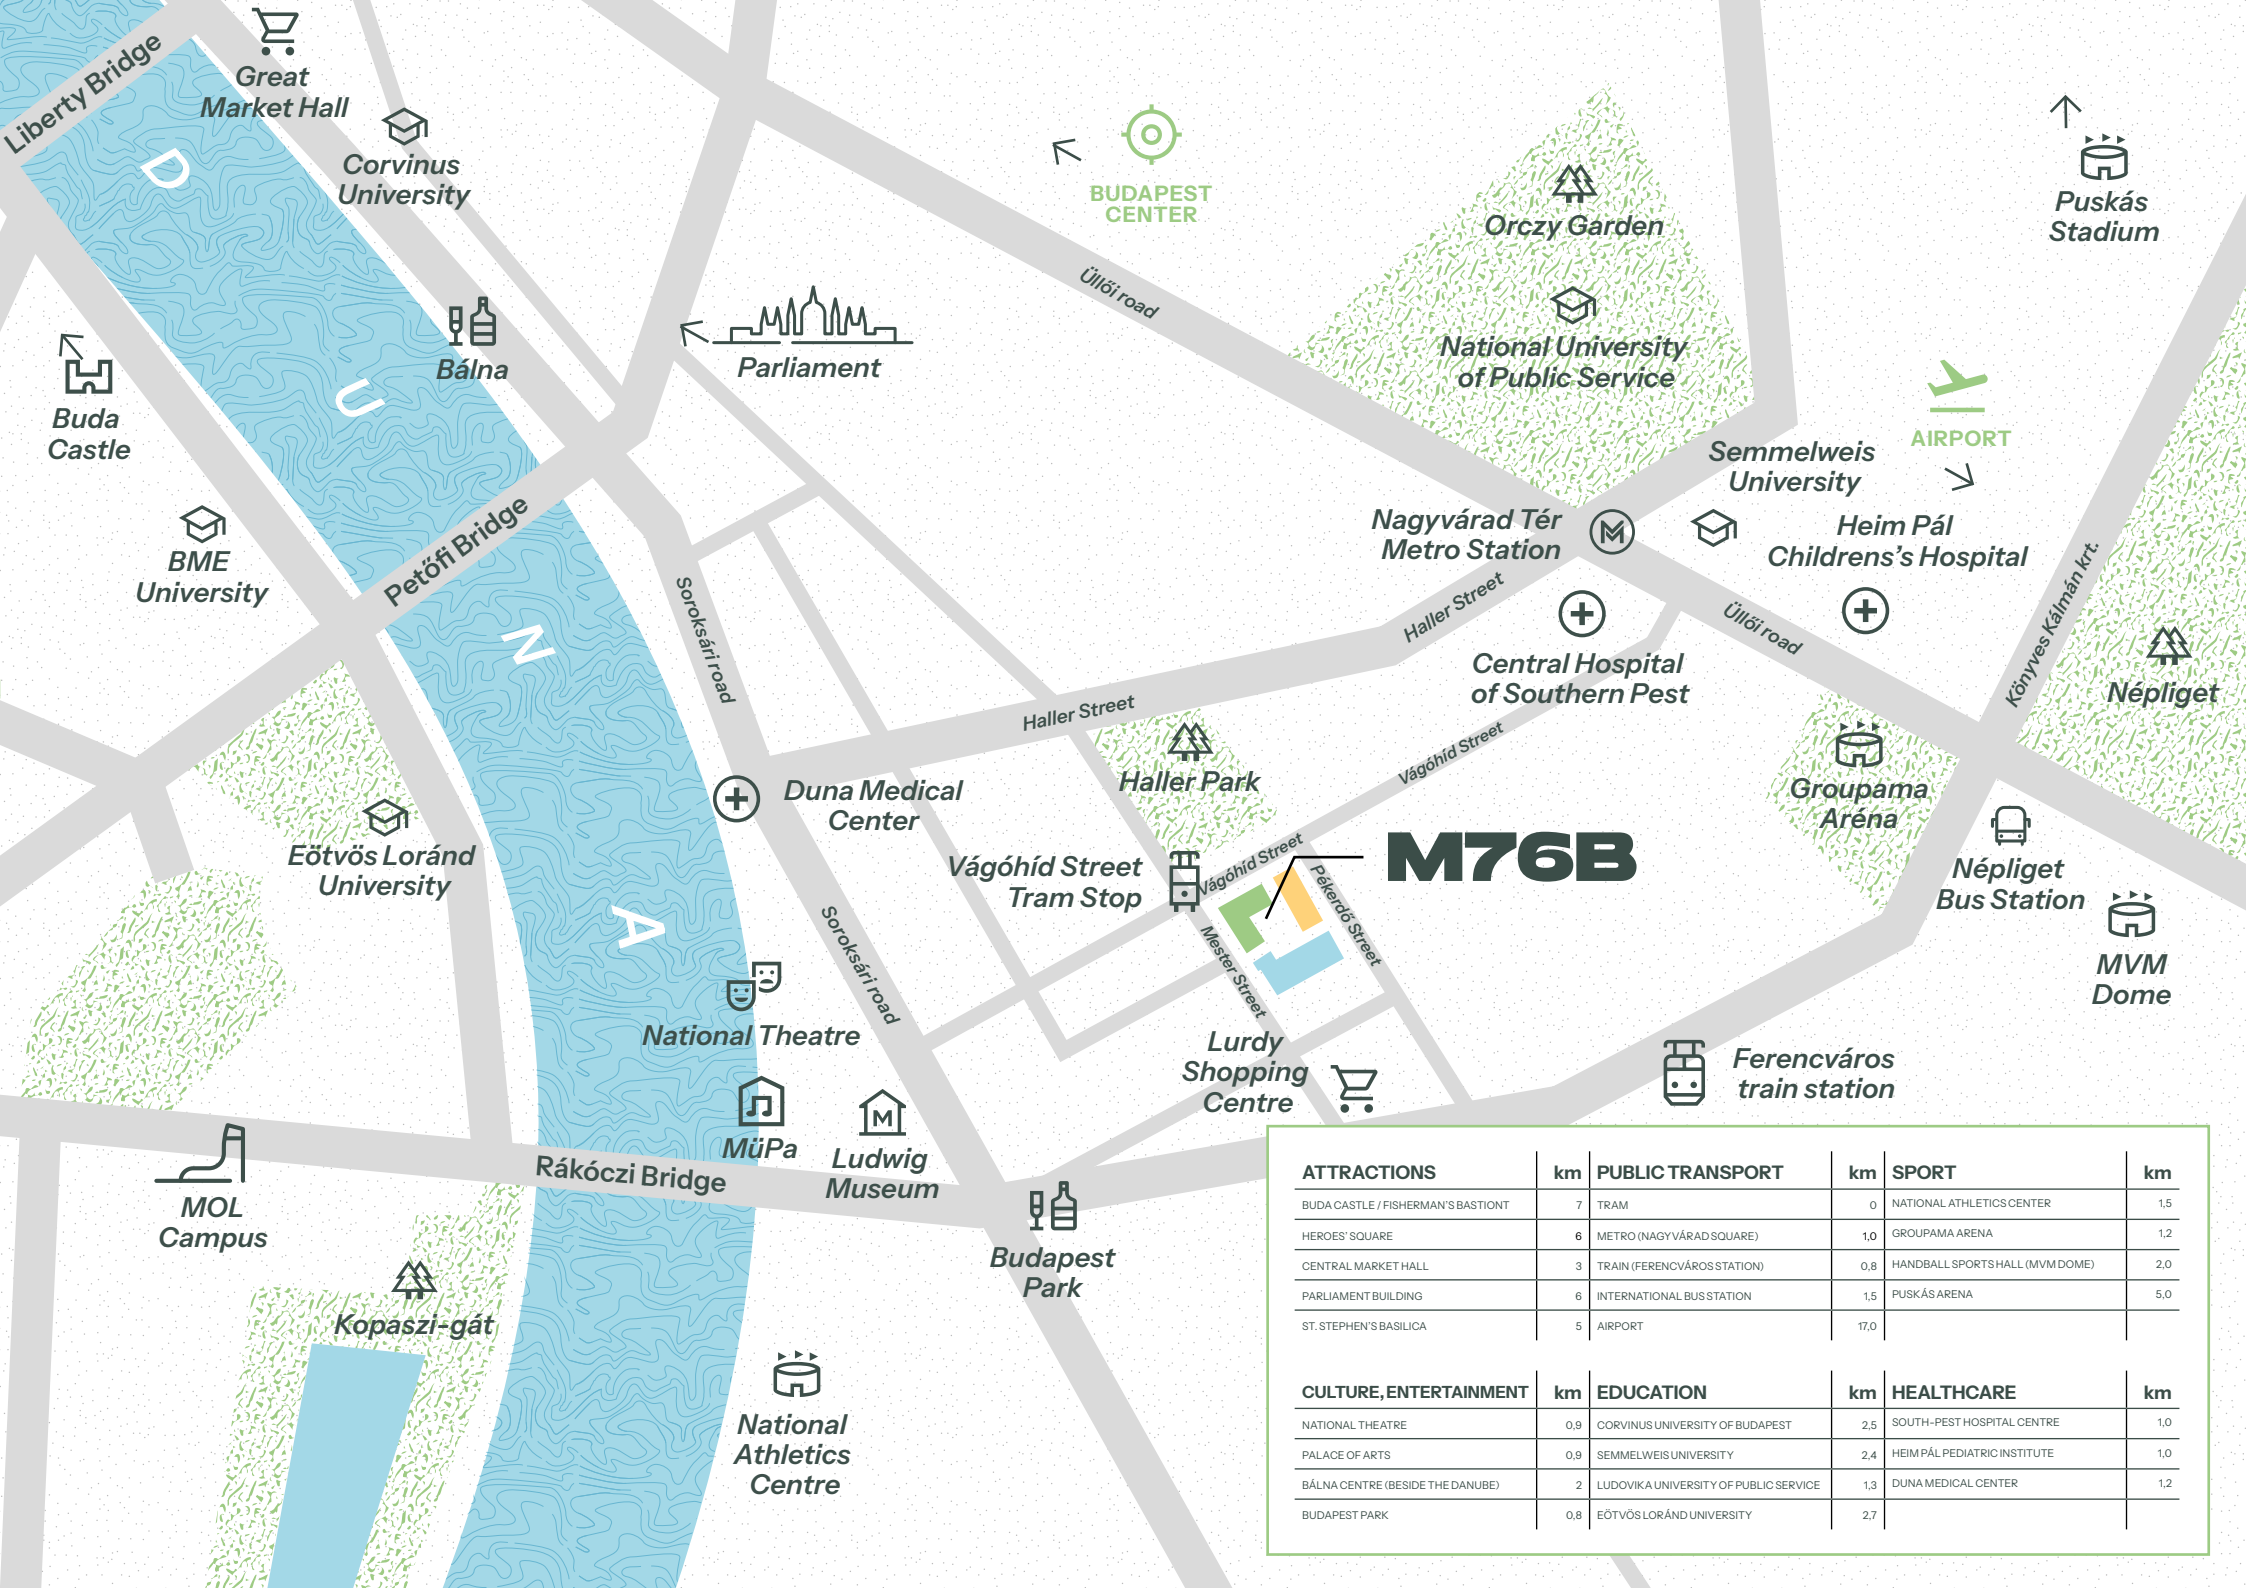 Liberty Bridge
Great
Market Hall
Corvinus
University
D
U
N
A
BUDAPEST
CENTER
Orczy Garden
Puskás
Stadium
Üllői road
Bálna
Parliament
National University
of Public Service
Buda
Castle
AIRPORT
Semmelweis
University
Petőfi Bridge
Nagyvárad Tér
Metro Station
Heim Pál
Childrens's Hospital
BME
University
Soroksári road
Haller Street
Üllői road
Könyves Kálmán krt.
Central Hospital
of Southern Pest
Népliget
Haller Street
Vágóhíd Street
Haller Park
Groupama
Aréna
Duna Medical
Center
Eötvös Loránd
University
Vágóhíd Street
Tram Stop
Vágóhíd Street
M76B
Pékerdő Street
Népliget
Bus Station
Soroksári road
Mester Street
MVM
Dome
National Theatre
Lurdy
Shopping
Centre
Ferencváros
train station
MüPa
Ludwig
Museum
Rákóczi Bridge
MOL
Campus
Budapest
Park
Kopaszi-gát
National
Athletics
Centre
ATTRACTIONS km PUBLIC TRANSPORT km SPORT km
BUDA CASTLE / FISHERMAN'S BASTIONT 7 TRAM 0 NATIONAL ATHLETICS CENTER 1,5
HEROES' SQUARE 6 METRO (NAGYVÁRAD SQUARE) 1,0 GROUPAMA ARENA 1,2
CENTRAL MARKET HALL 3 TRAIN (FERENCVÁROS STATION) 0,8 HANDBALL SPORTS HALL (MVM DOME) 2,0
PARLIAMENT BUILDING 6 INTERNATIONAL BUS STATION 1,5 PUSKÁS ARENA 5,0
ST. STEPHEN'S BASILICA 5 AIRPORT 17,0
CULTURE, ENTERTAINMENT km EDUCATION km HEALTHCARE km
NATIONAL THEATRE 0,9 CORVINUS UNIVERSITY OF BUDAPEST 2,5 SOUTH-PEST HOSPITAL CENTRE 1,0
PALACE OF ARTS 0,9 SEMMELWEIS UNIVERSITY 2,4 HEIM PÁL PEDIATRIC INSTITUTE 1,0
BÁLNA CENTRE (BESIDE THE DANUBE) 2 LUDOVIKA UNIVERSITY OF PUBLIC SERVICE 1,3 DUNA MEDICAL CENTER 1,2
BUDAPEST PARK 0,8 EÖTVÖS LORÁND UNIVERSITY 2,7